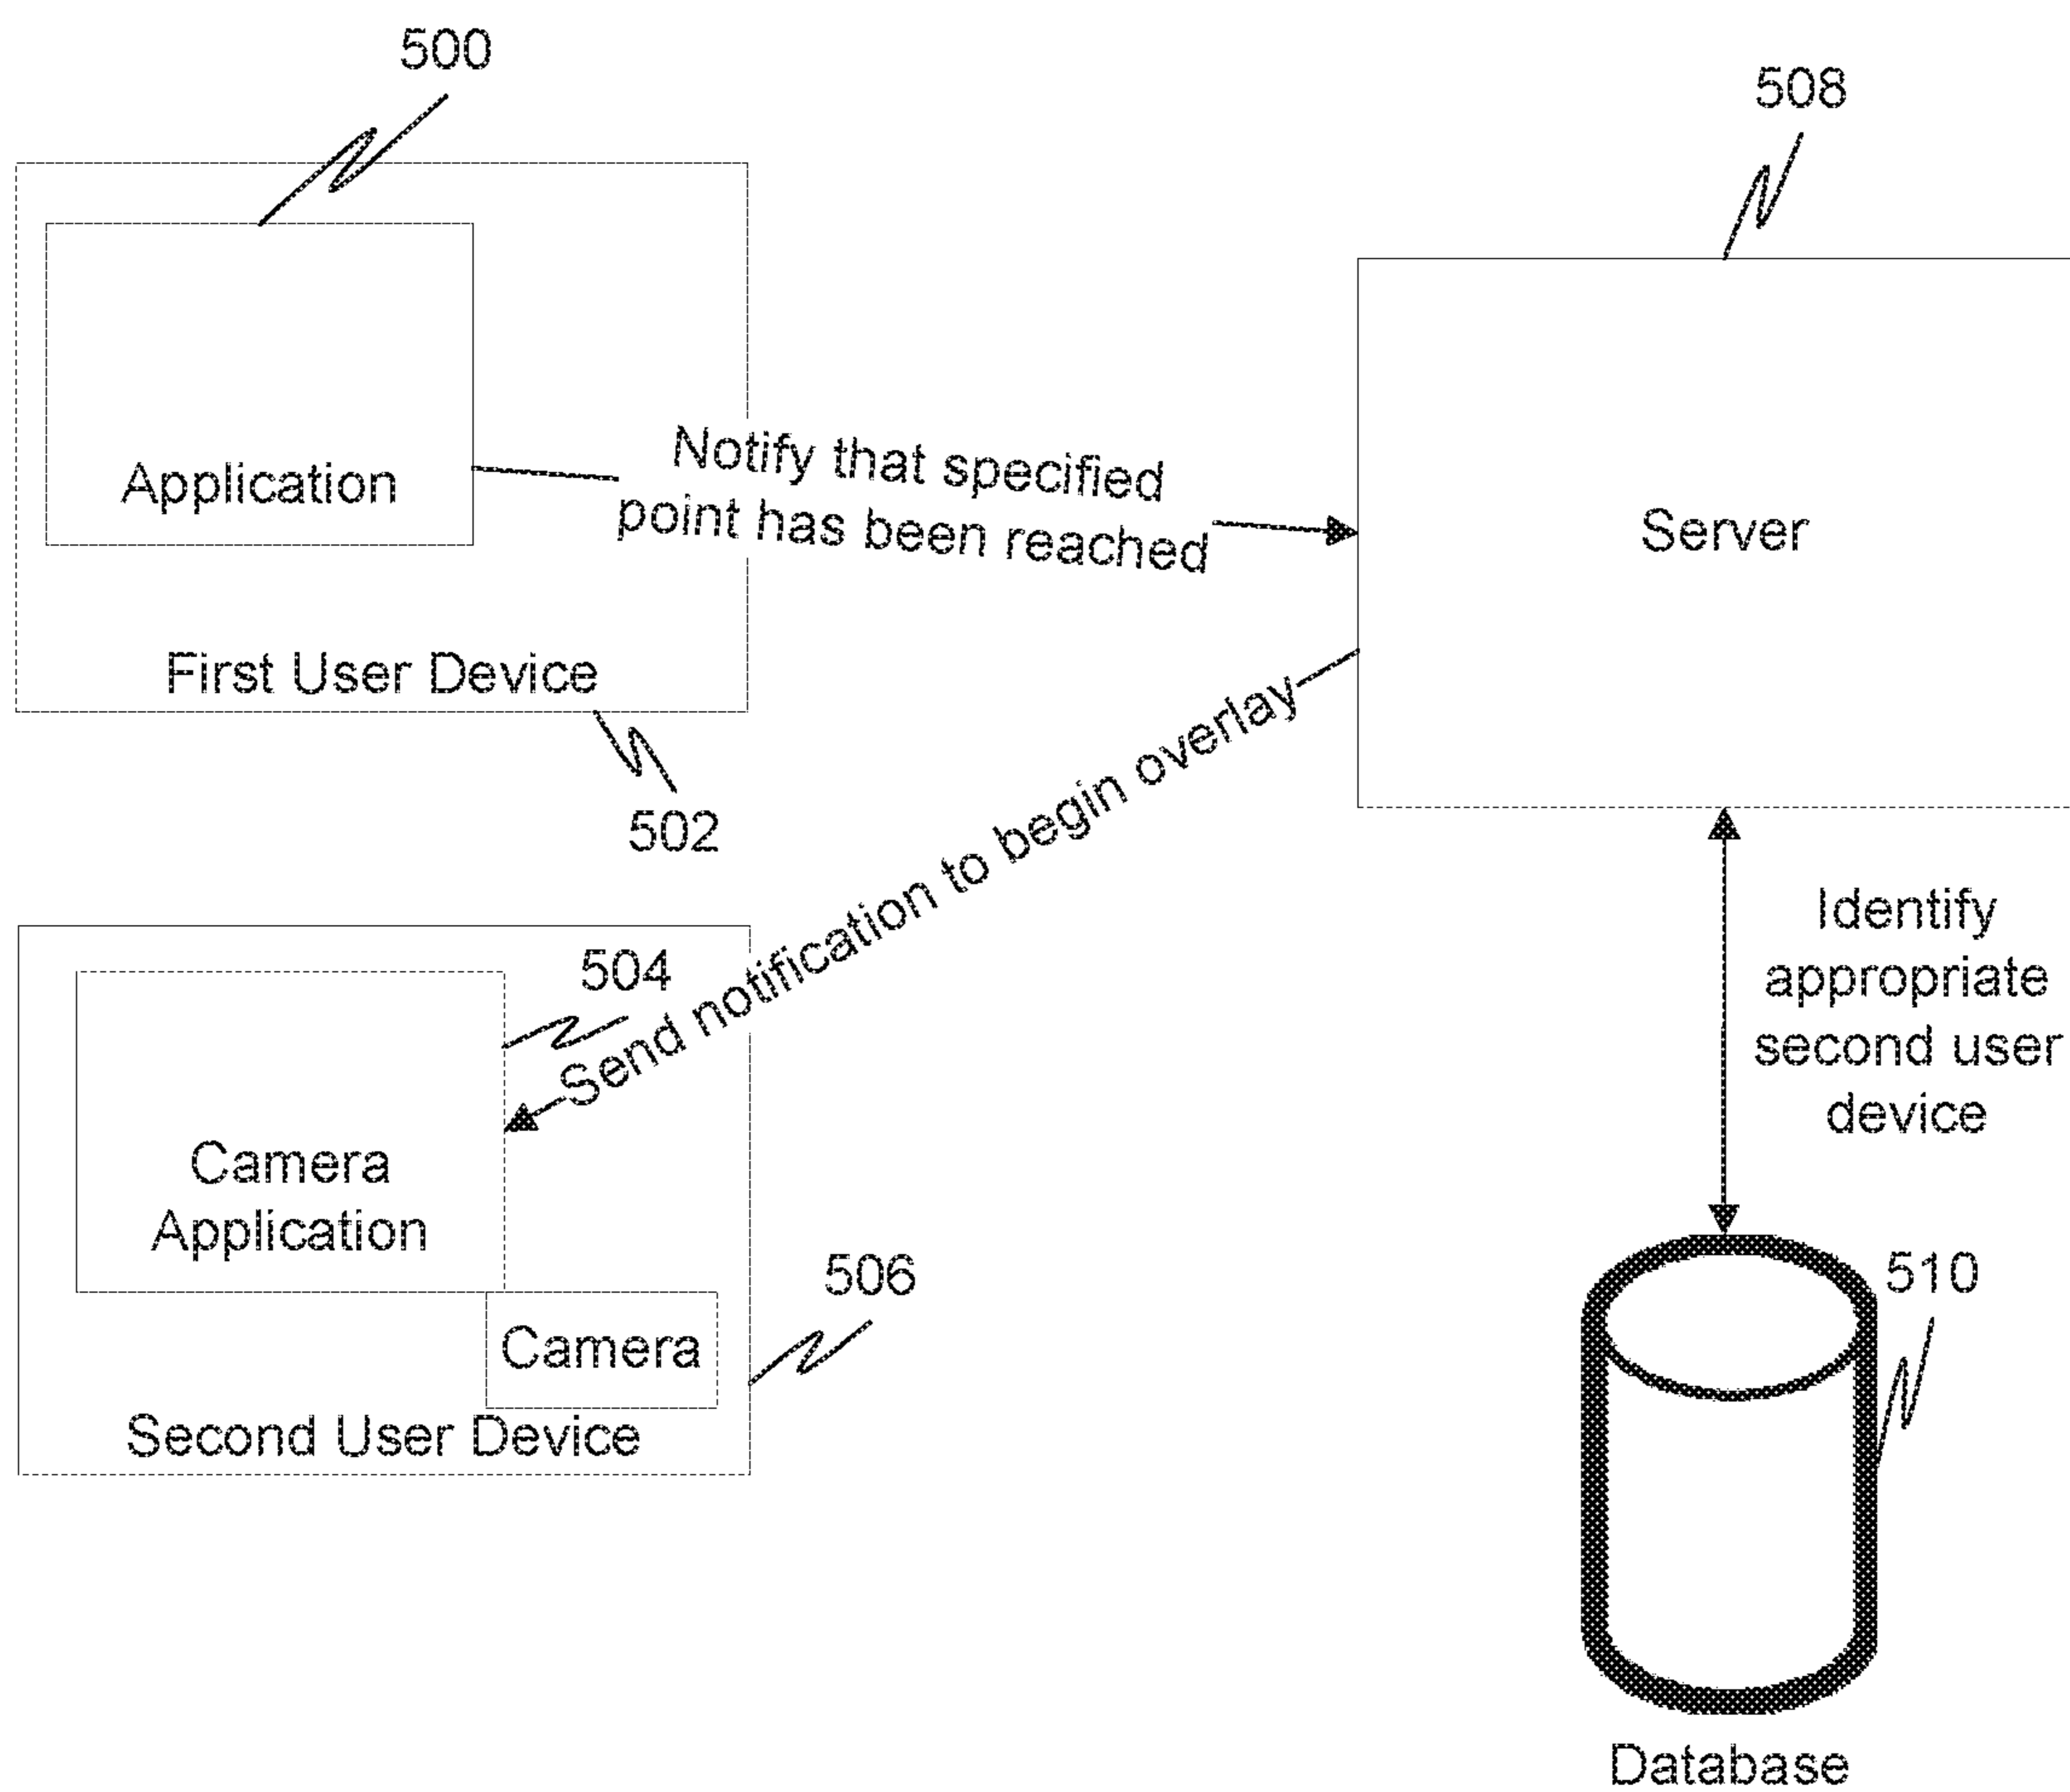 500
508
Application
Notify that specified
point has been reached
Server
First User Device
502
Send notification to begin overlay
Identify
appropriate
second user
device
504
Camera
Application
506
Camera
Second User Device
510
Database